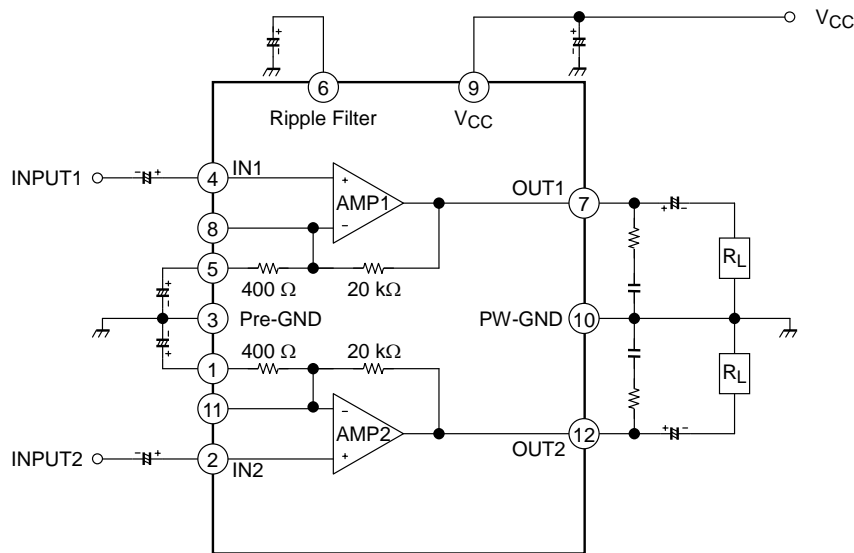 VCC
6
9
Ripple Filter
VCC
INPUT1
4
IN1
AMP1
OUT1
7
8
5
400 Ω
20 kΩ
RL
3
Pre-GND
PW-GND
10
400 Ω
20 kΩ
1
RL
11
AMP2
OUT2
12
INPUT2
2
IN2